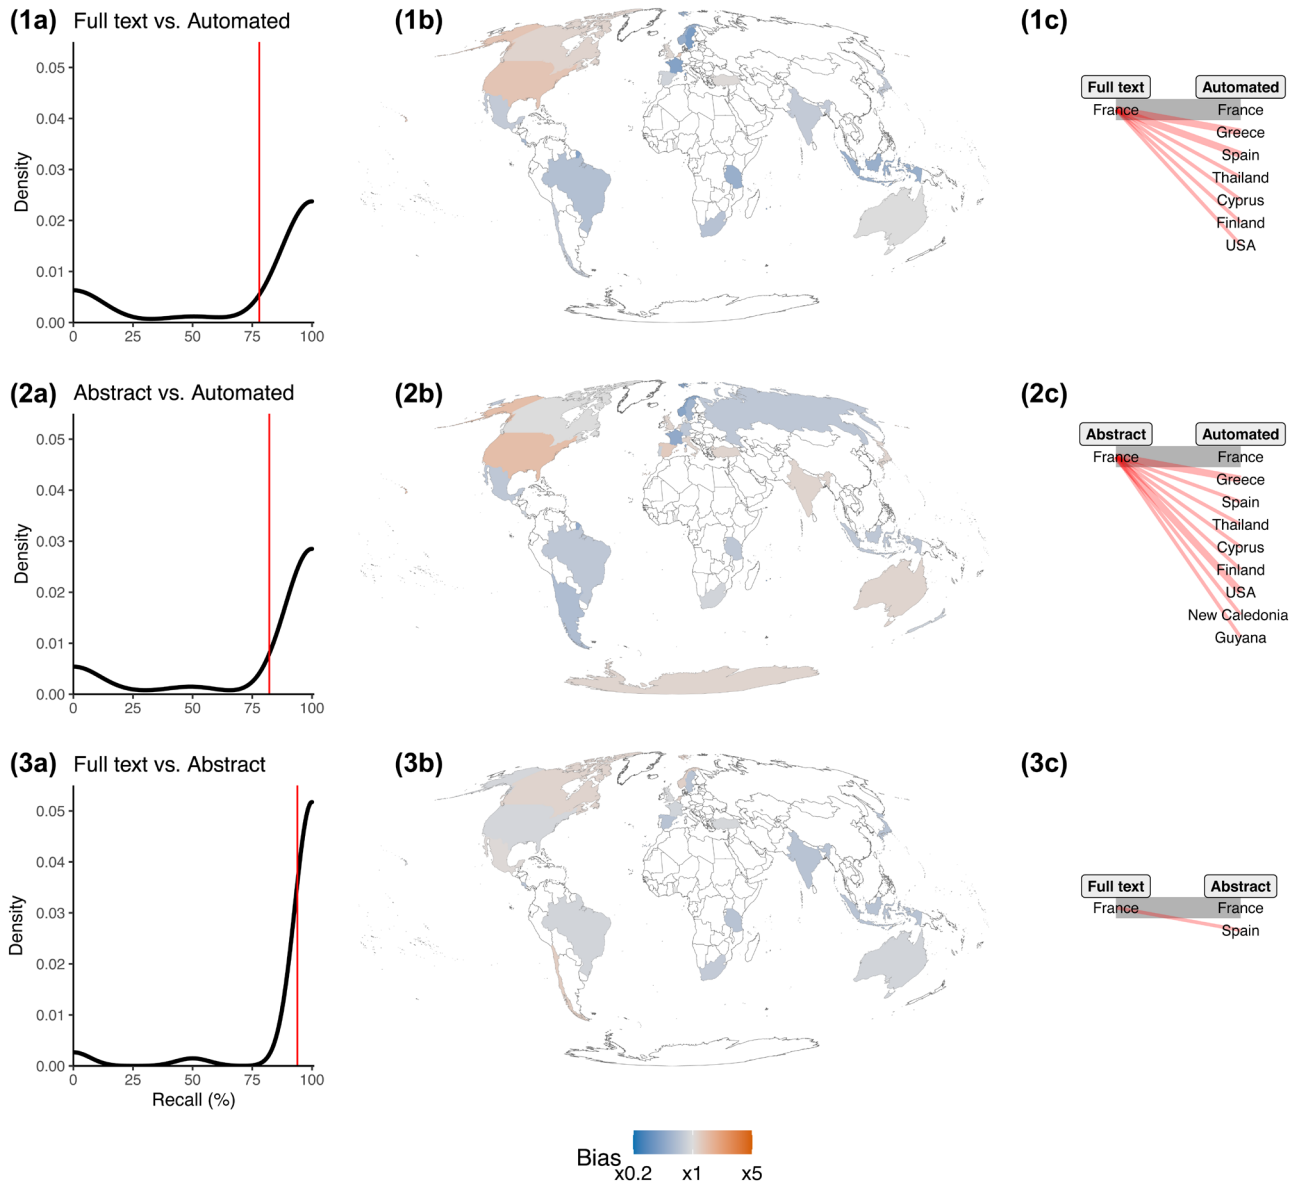 (1a) Full text vs. Automated
0.05
0.04
0.03
0.02
0.01
0.00
Density
0 25 50 75 100
(1b)
(1c)
Full text Automated
France France
Greece
Spain
Thailand
Cyprus
Finland
USA
(2a) Abstract vs. Automated
0.05
0.04
0.03
0.02
0.01
0.00
Density
0 25 50 75 100
(2b)
(2c)
Abstract Automated
France France
Greece
Spain
Thailand
Cyprus
Finland
USA
New Caledonia
Guyana
(3a) Full text vs. Abstract
0.05
0.04
0.03
0.02
0.01
0.00
Density
0 25 50 75 100
Recall (%)
(3b)
(3c)
Full text Abstract
France France
Spain
Bias
x0.2 x1 x5